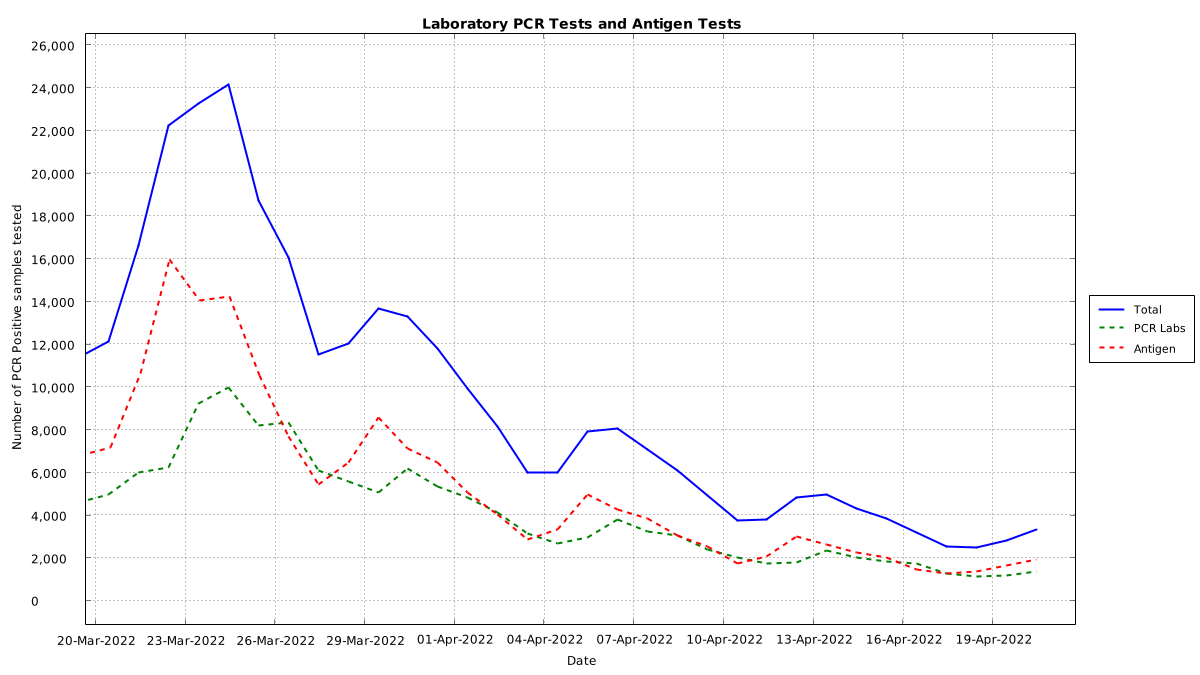 Laboratory PCR Tests and Antigen Tests
26,000
24,000
22,000
20,000
18,000
16,000
14,000
12,000
10,000
8,000
6,000
4,000
2,000
0
Number of PCR Positive samples tested
20-Mar-2022 23-Mar-2022 26-Mar-2022 29-Mar-2022 01-Apr-2022 04-Apr-2022 07-Apr-2022 10-Apr-2022 13-Apr-2022 16-Apr-2022 19-Apr-2022
Date
Total
PCR Labs
Antigen